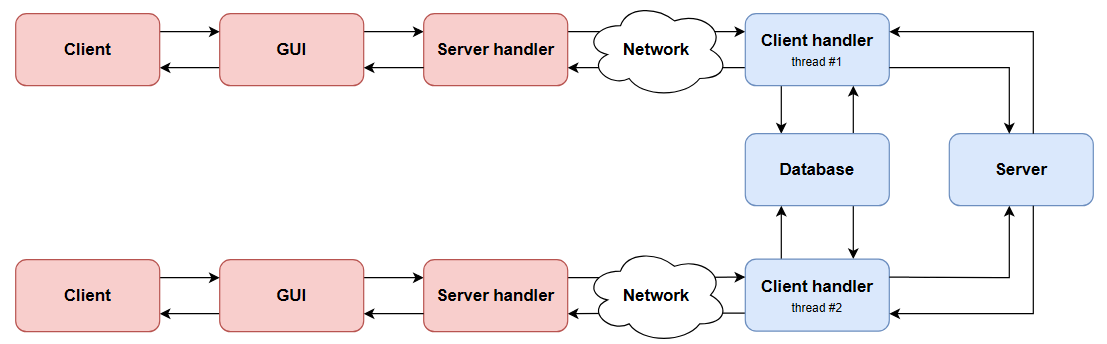 Client
GUI
Server handler
Network
Client handler
thread #1
Database
Server
Client
GUI
Server handler
Network
Client handler
thread #2